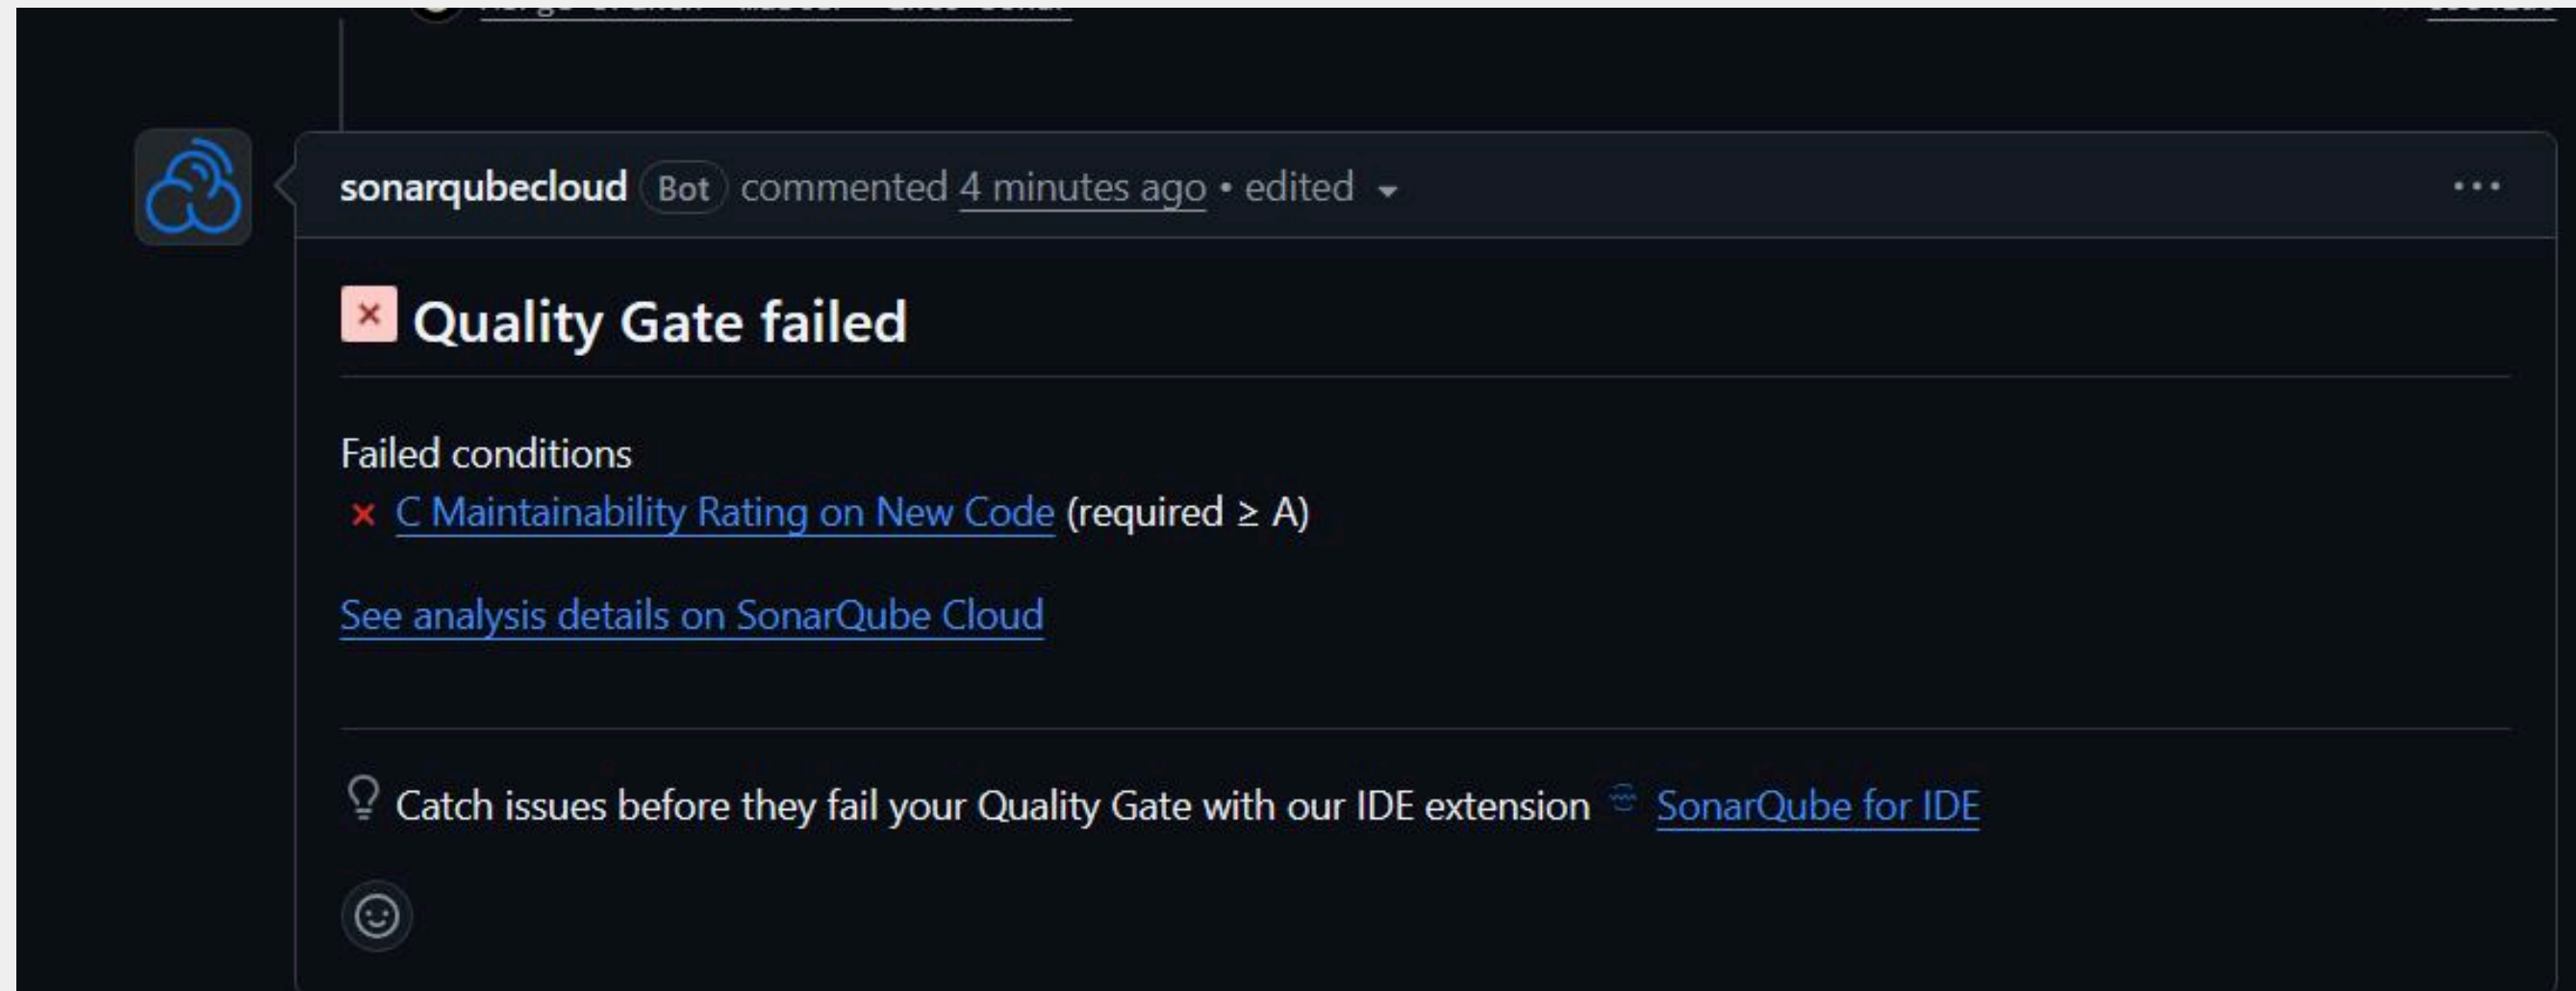 sonarqubecloud Bot commented 4 minutes ago • edited
Quality Gate failed
Failed conditions
C Maintainability Rating on New Code (required ≥ A)
See analysis details on SonarQube Cloud
Catch issues before they fail your Quality Gate with our IDE extension SonarQube for IDE